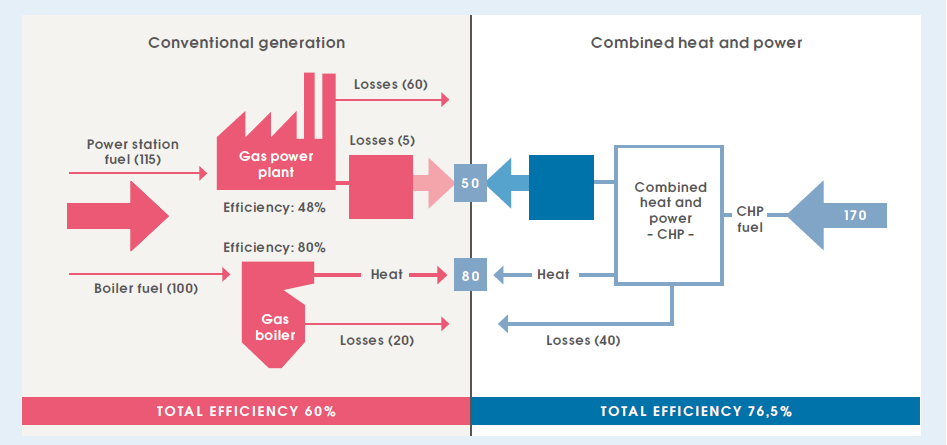 Conventional generation
Combined heat and power
Losses (60)
Power station
fuel (115)
Losses (5)
Gas power
plant
50
Combined
heat and
power
- CHP -
CHP
fuel
170
Efficiency: 48%
Efficiency: 80%
Heat
80
Heat
Boiler fuel (100)
Gas
boiler
Losses (20)
Losses (40)
TOTAL EFFICIENCY 60%
TOTAL EFFICIENCY 76,5%